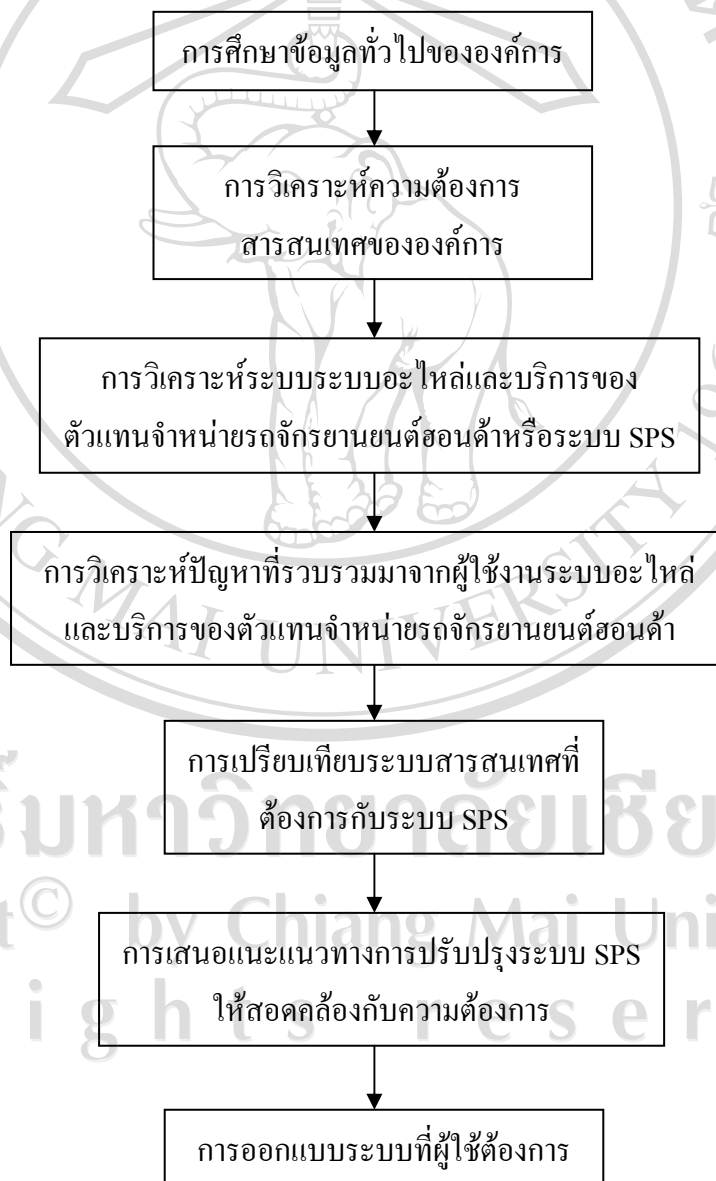 การศึกษาข้อมูลทั่วไปขององค์การ
การวิเคราะห์ความต้องการ
สารสนเทศขององค์การ
การวิเคราะห์ระบบระบบอะไหล่และบริการของ
ตัวแทนจำหน่ายรถจักรยานยนต์ฮอนด้าหรือระบบ SPS
การวิเคราะห์ปัญหาที่รวบรวมมาจากผู้ใช้งานระบบอะไหล่
และบริการของตัวแทนจำหน่ายรถจักรยานยนต์ฮอนด้า
การเปรียบเทียบระบบสารสนเทศที่
ต้องการกับระบบ SPS
การเสนอแนะแนวทางการปรับปรุงระบบ SPS
ให้สอดคล้องกับความต้องการ
การออกแบบระบบที่ผู้ใช้ต้องการ
MAI UNIVERSITY
มหาวิทยาลัย
© by Chiang Mai
rights